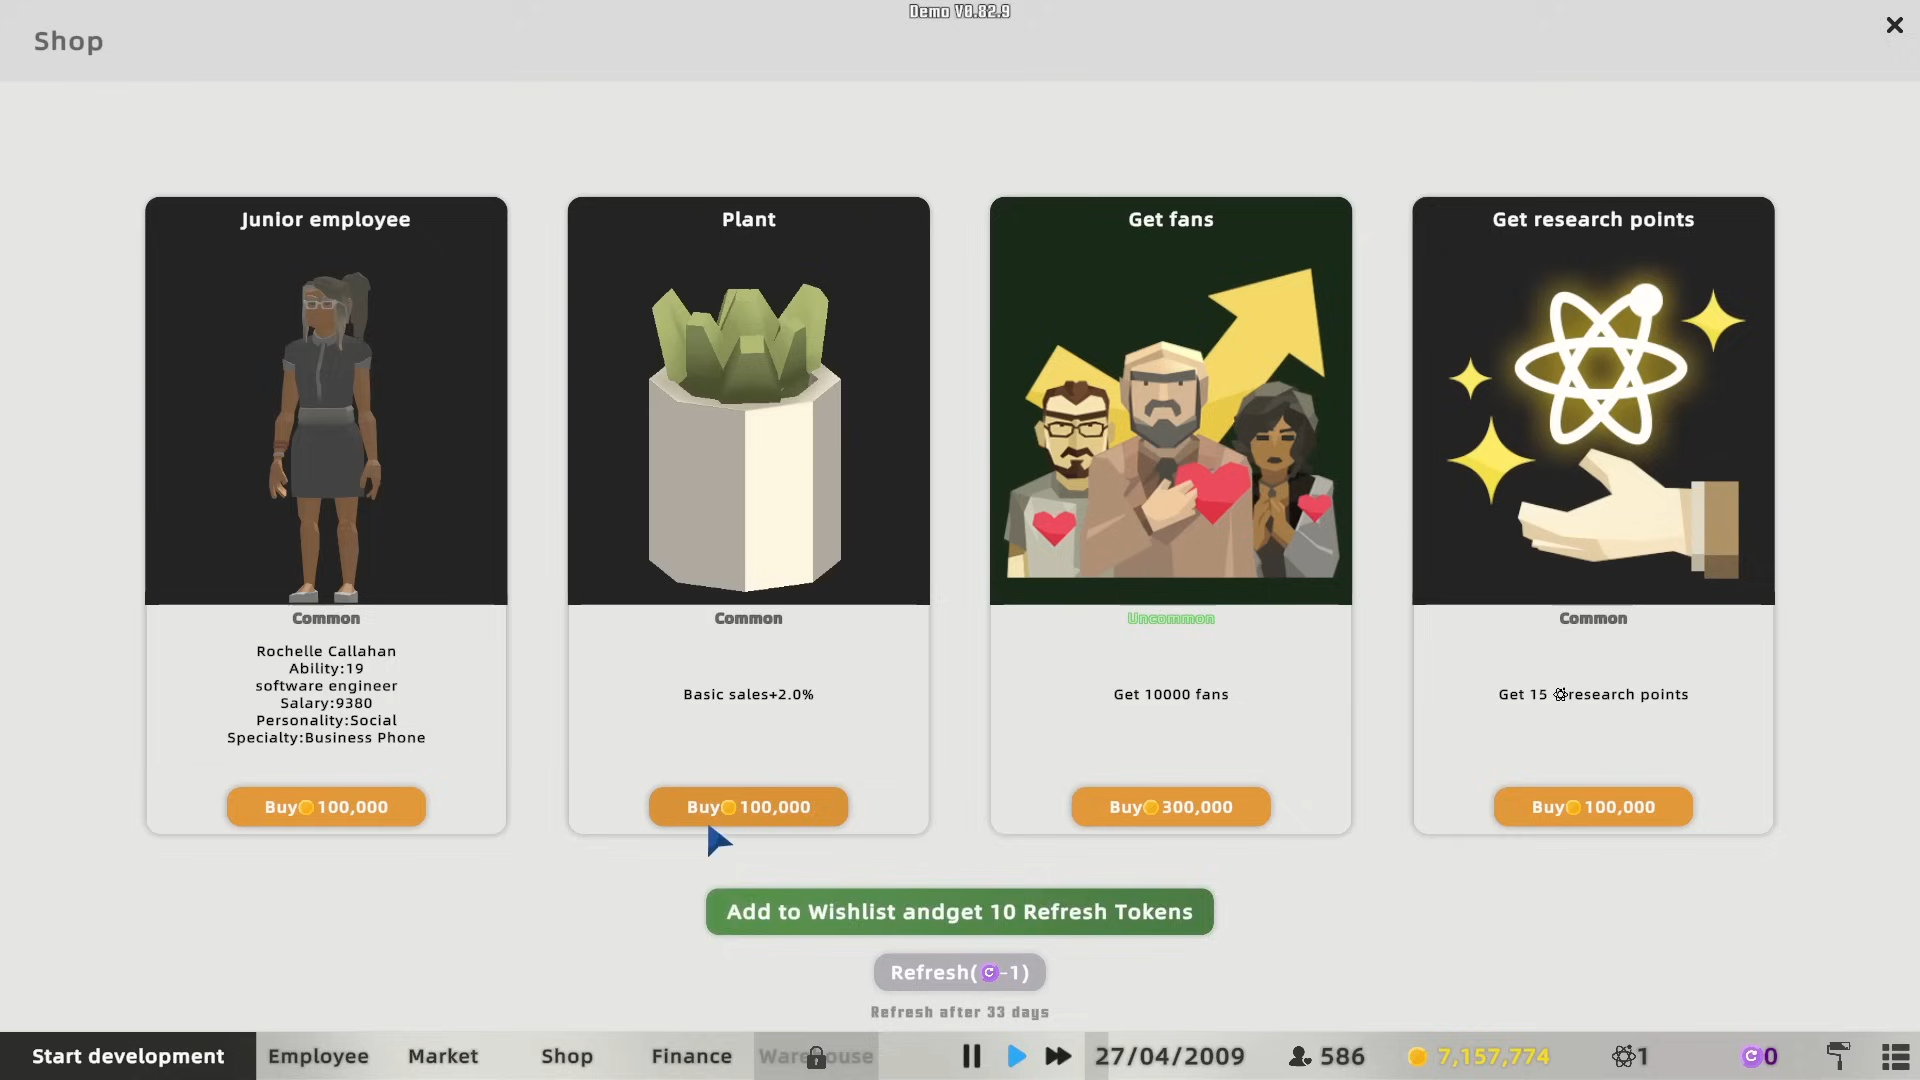 Demo V0.82.9
Shop
Junior employee
Common
Rochelle Callahan
Ability:19
software engineer
Salary:9380
Personality:Social
Specialty:Business Phone
Buy 100,000
Plant
Common
Basic sales+2.0%
Buy 100,000
Get fans
Uncommon
Get 10000 fans
Buy 300,000
Get research points
Common
Get 15 research points
Buy 100,000
Add to Wishlist andget 10 Refresh Tokens
Refresh( -1)
Refresh after 33 days
Start development
Employee
Market
Shop
Finance
Warehouse
27/04/2009
586
7,157,774
1
0